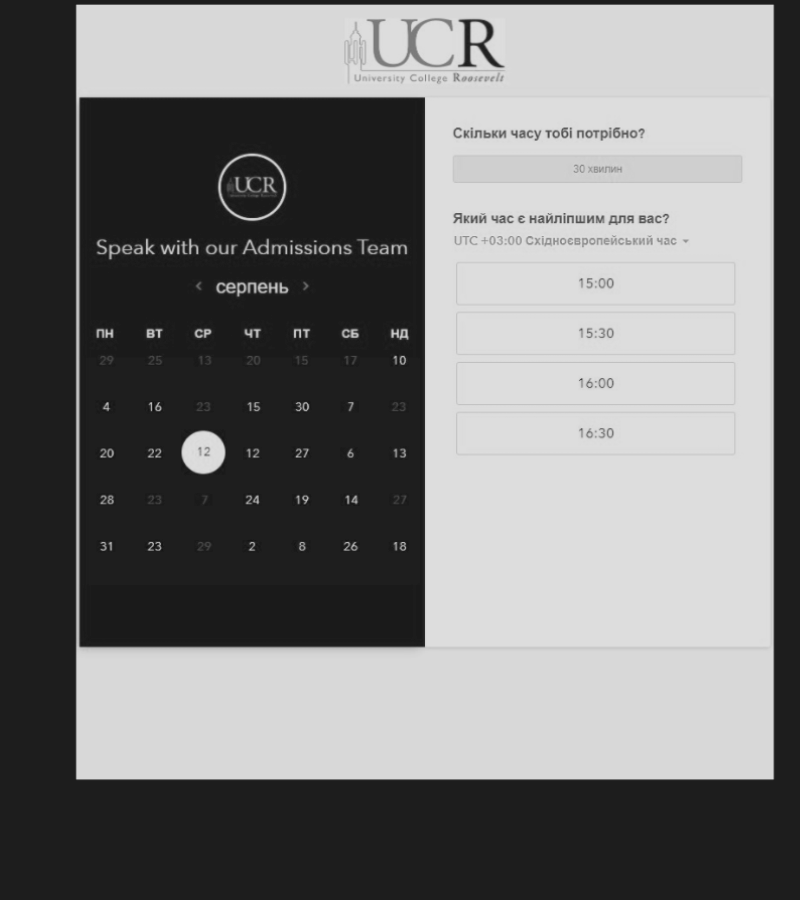 UCR
University College Roosevelt
UCR
Speak with our Admissions Team
< серпень >
ПН ВТ СР ЧТ ПТ СБ НД
29 25 13 20 15 17 10
4 16 23 15 30 7 23
20 22 12 12 27 6 13
28 23 7 24 19 14 27
31 23 29 2 8 26 18
Скільки часу тобі потрібно?
30 хвилин
Який час є найліпшим для вас?
UTC +03:00 Східноєвропейський час
15:00
15:30
16:00
16:30